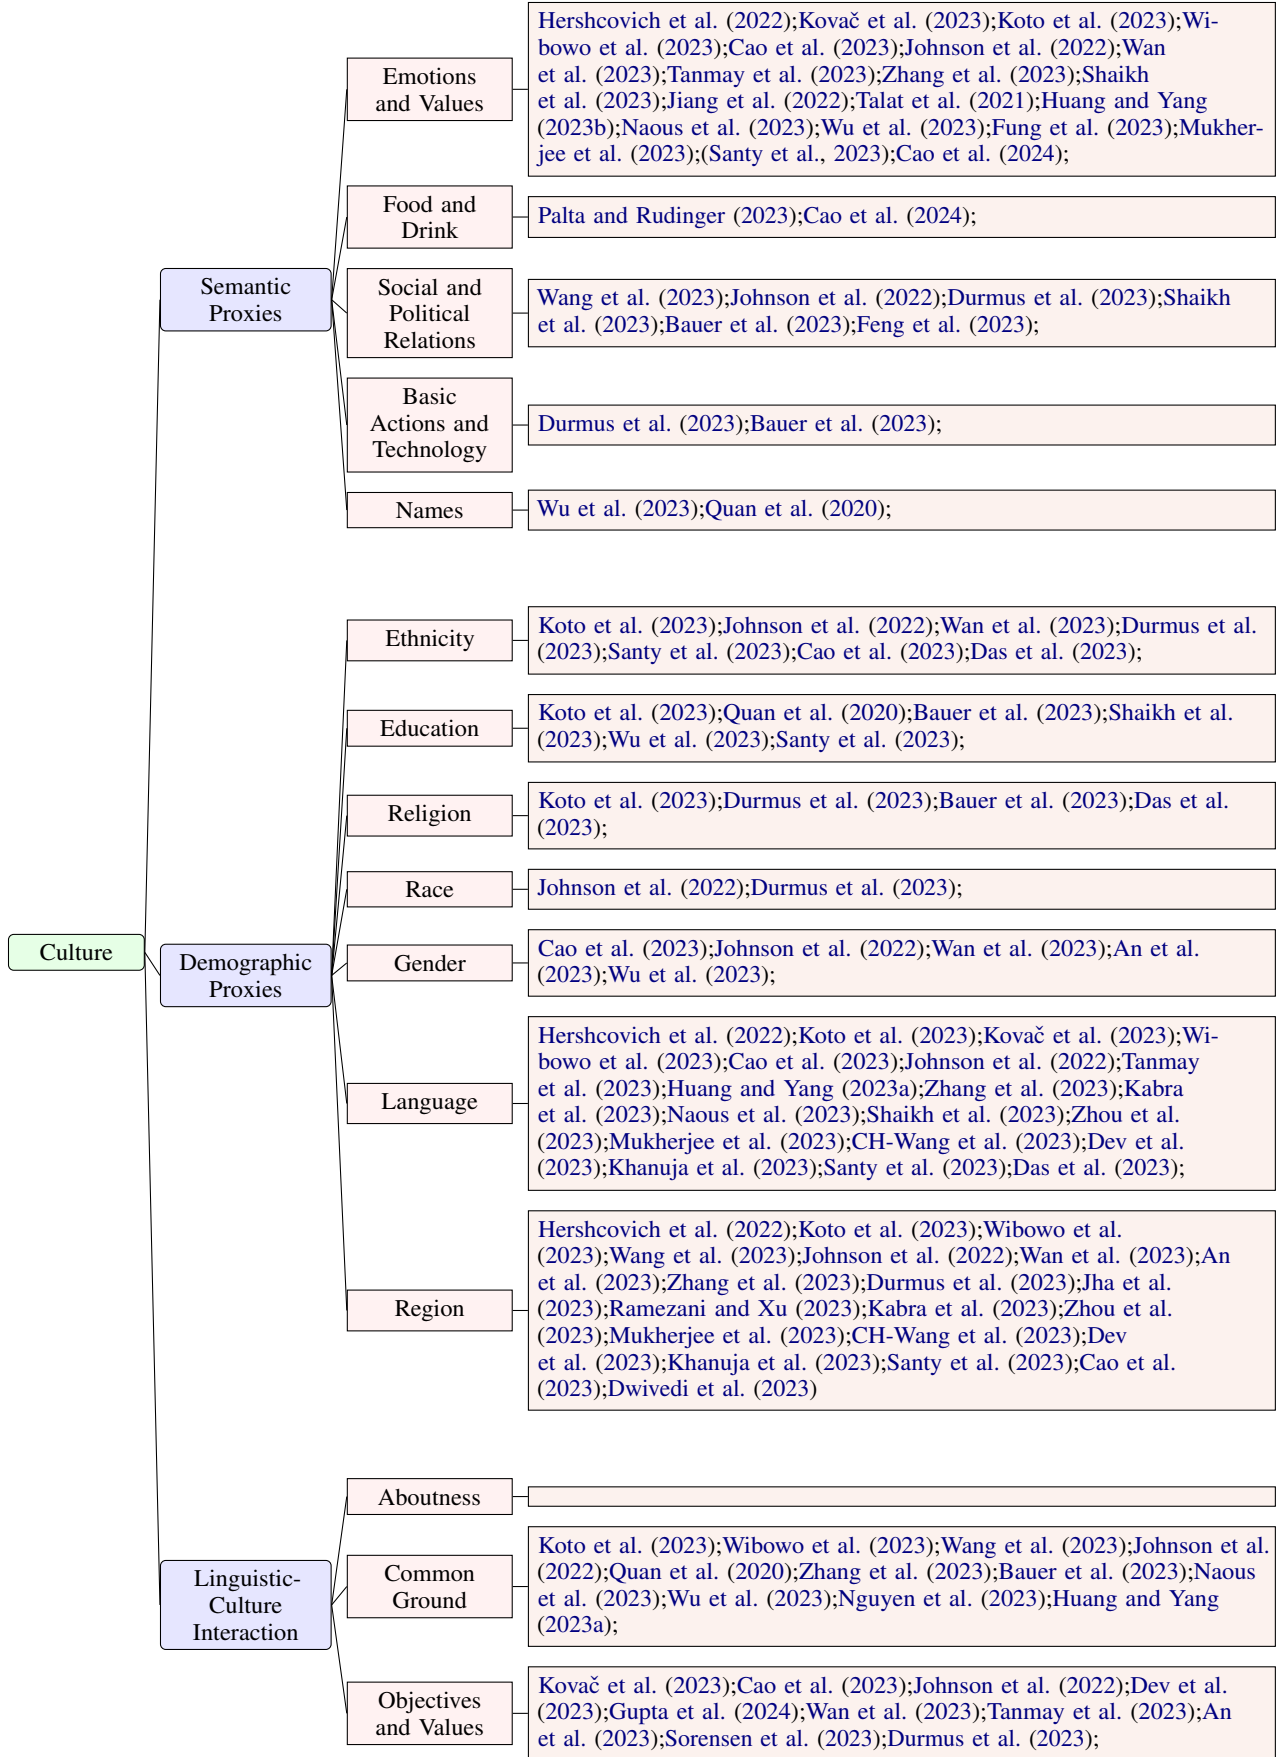 Culture
Semantic
Proxies
Emotions
and Values
Hershcovich et al. (2022);Kovač et al. (2023);Koto et al. (2023);Wi-
bowo et al. (2023);Cao et al. (2023);Johnson et al. (2022);Wan
et al. (2023);Tanmay et al. (2023);Zhang et al. (2023);Shaikh
et al. (2023);Jiang et al. (2022);Talat et al. (2021);Huang and Yang
(2023b);Naous et al. (2023);Wu et al. (2023);Fung et al. (2023);Mukher-
jee et al. (2023);(Santy et al., 2023);Cao et al. (2024);
Food and
Drink
Palta and Rudinger (2023);Cao et al. (2024);
Social and
Political
Relations
Wang et al. (2023);Johnson et al. (2022);Durmus et al. (2023);Shaikh
et al. (2023);Bauer et al. (2023);Feng et al. (2023);
Basic
Actions and
Technology
Durmus et al. (2023);Bauer et al. (2023);
Names
Wu et al. (2023);Quan et al. (2020);
Demographic
Proxies
Ethnicity
Koto et al. (2023);Johnson et al. (2022);Wan et al. (2023);Durmus et al.
(2023);Santy et al. (2023);Cao et al. (2023);Das et al. (2023);
Education
Koto et al. (2023);Quan et al. (2020);Bauer et al. (2023);Shaikh et al.
(2023);Wu et al. (2023);Santy et al. (2023);
Religion
Koto et al. (2023);Durmus et al. (2023);Bauer et al. (2023);Das et al.
(2023);
Race
Johnson et al. (2022);Durmus et al. (2023);
Gender
Cao et al. (2023);Johnson et al. (2022);Wan et al. (2023);An et al.
(2023);Wu et al. (2023);
Language
Hershcovich et al. (2022);Koto et al. (2023);Kovač et al. (2023);Wi-
bowo et al. (2023);Cao et al. (2023);Johnson et al. (2022);Tanmay
et al. (2023);Huang and Yang (2023a);Zhang et al. (2023);Kabra
et al. (2023);Naous et al. (2023);Shaikh et al. (2023);Zhou et al.
(2023);Mukherjee et al. (2023);CH-Wang et al. (2023);Dev et al.
(2023);Khanuja et al. (2023);Santy et al. (2023);Das et al. (2023);
Region
Hershcovich et al. (2022);Koto et al. (2023);Wibowo et al.
(2023);Wang et al. (2023);Johnson et al. (2022);Wan et al. (2023);An
et al. (2023);Zhang et al. (2023);Durmus et al. (2023);Jha et al.
(2023);Ramezani and Xu (2023);Kabra et al. (2023);Zhou et al.
(2023);Mukherjee et al. (2023);CH-Wang et al. (2023);Dev
et al. (2023);Khanuja et al. (2023);Santy et al. (2023);Cao et al.
(2023);Dwivedi et al. (2023)
Linguistic-
Culture
Interaction
Aboutness
Common
Ground
Koto et al. (2023);Wibowo et al. (2023);Wang et al. (2023);Johnson et al.
(2022);Quan et al. (2020);Zhang et al. (2023);Bauer et al. (2023);Naous
et al. (2023);Wu et al. (2023);Nguyen et al. (2023);Huang and Yang
(2023a);
Objectives
and Values
Kovač et al. (2023);Cao et al. (2023);Johnson et al. (2022);Dev et al.
(2023);Gupta et al. (2024);Wan et al. (2023);Tanmay et al. (2023);An
et al. (2023);Sorensen et al. (2023);Durmus et al. (2023);